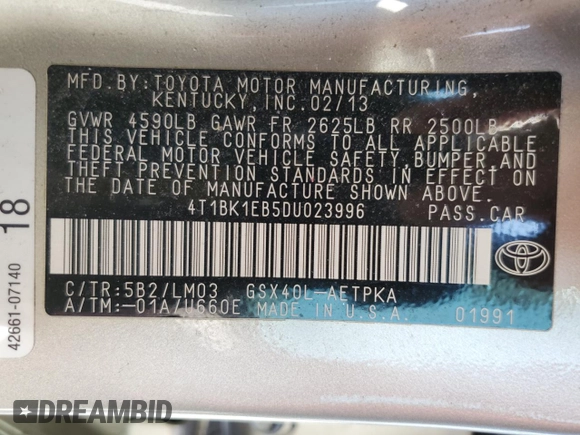 MFD. BY: TOYOTA MOTOR MANUFACTURING,
KENTUCKY, INC. 02/13
GVWR 4590LB GAWR FR 2625LB RR 2500LB
THIS VEHICLE CONFORMS TO ALL APPLICABLE
FEDERAL MOTOR VEHICLE SAFETY, BUMPER AND
THEFT PREVENTION STANDARDS IN EFFECT ON
THE DATE OF MANUFACTURE SHOWN ABOVE.
4T1BK1EB5DU023996 PASS. CAR
C/TR: 5B2/LM03 GSX40L-AETPKA
A/TM: -01A/U660E MADE IN U.S.A. 01991
TOYOTA
42661-07140 18
DREAMBID